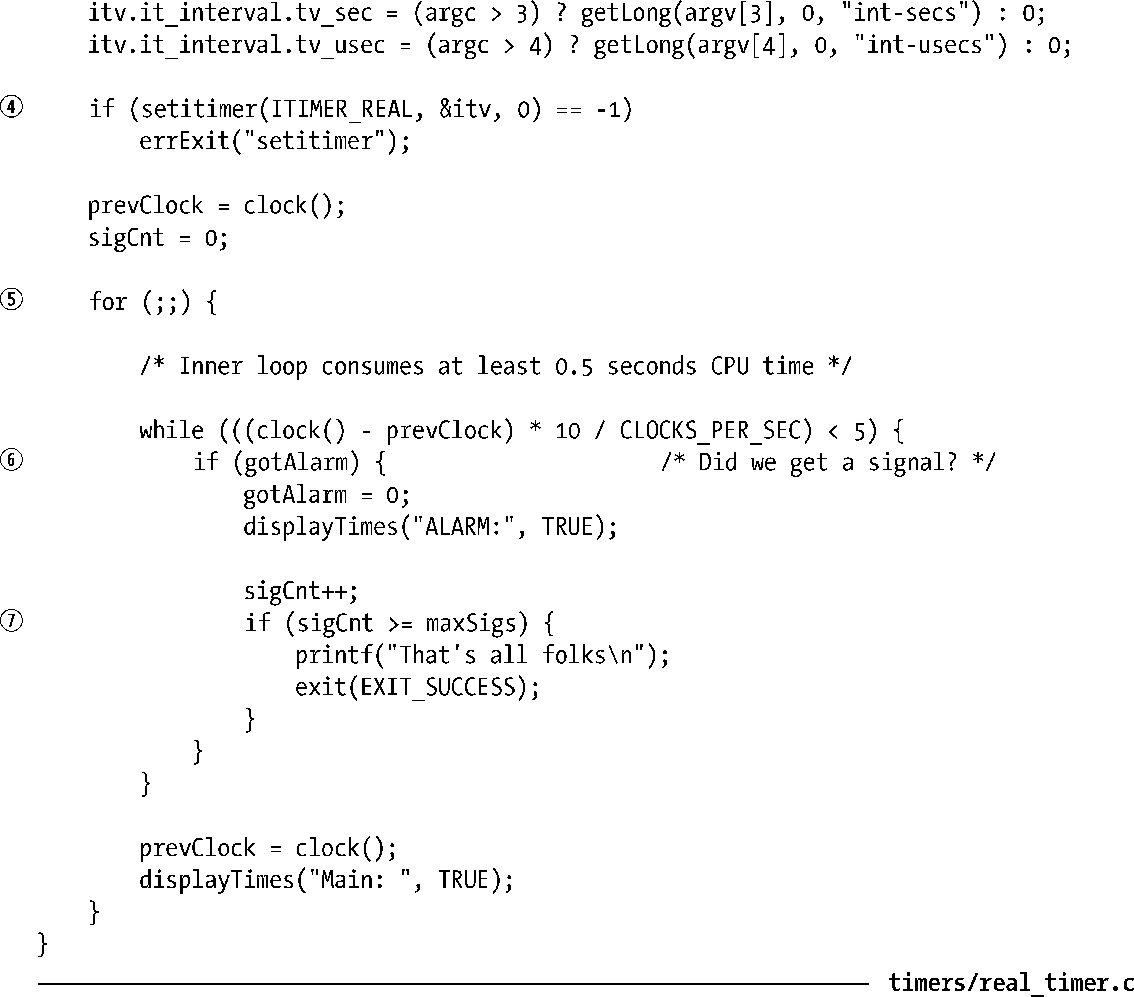 itv.it_interval.tv_sec = (argc > 3) ? getLong(argv[3], 0, "int-secs") : 0;
itv.it_interval.tv_usec = (argc > 4) ? getLong(argv[4], 0, "int-usecs") : 0;
④ if (setitimer(ITIMER_REAL, &itv, 0) == -1)
errExit("setitimer");
prevClock = clock();
sigCnt = 0;
⑤ for (;;) {
/* Inner loop consumes at least 0.5 seconds CPU time */
while (((clock() - prevClock) * 10 / CLOCKS_PER_SEC) < 5) {
⑥ if (gotAlarm) { /* Did we get a signal? */
gotAlarm = 0;
displayTimes("ALARM:", TRUE);
sigCnt++;
⑦ if (sigCnt >= maxSigs) {
printf("That's all folks\n");
exit(EXIT_SUCCESS);
}
}
}
prevClock = clock();
displayTimes("Main: ", TRUE);
}
}
timers/real_timer.c